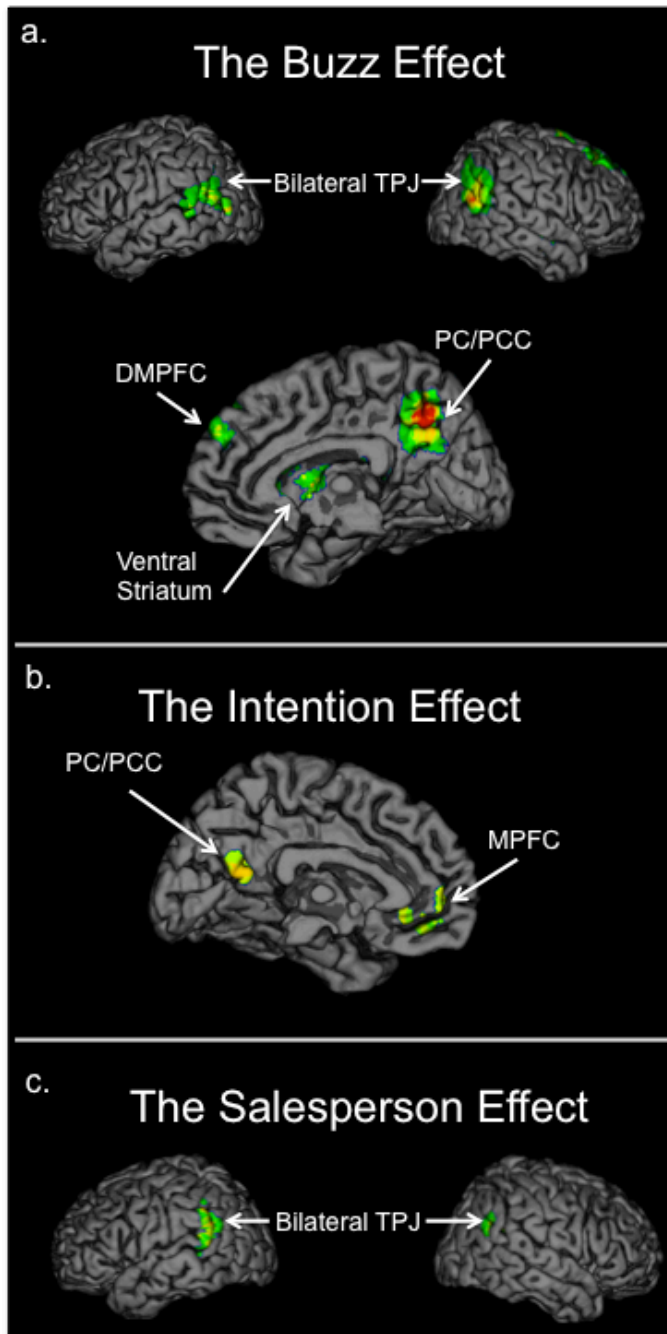 a.
The Buzz Effect
Bilateral TPJ
PC/PCC
DMPFC
Ventral
Striatum
b.
The Intention Effect
PC/PCC
MPFC
c.
The Salesperson Effect
Bilateral TPJ